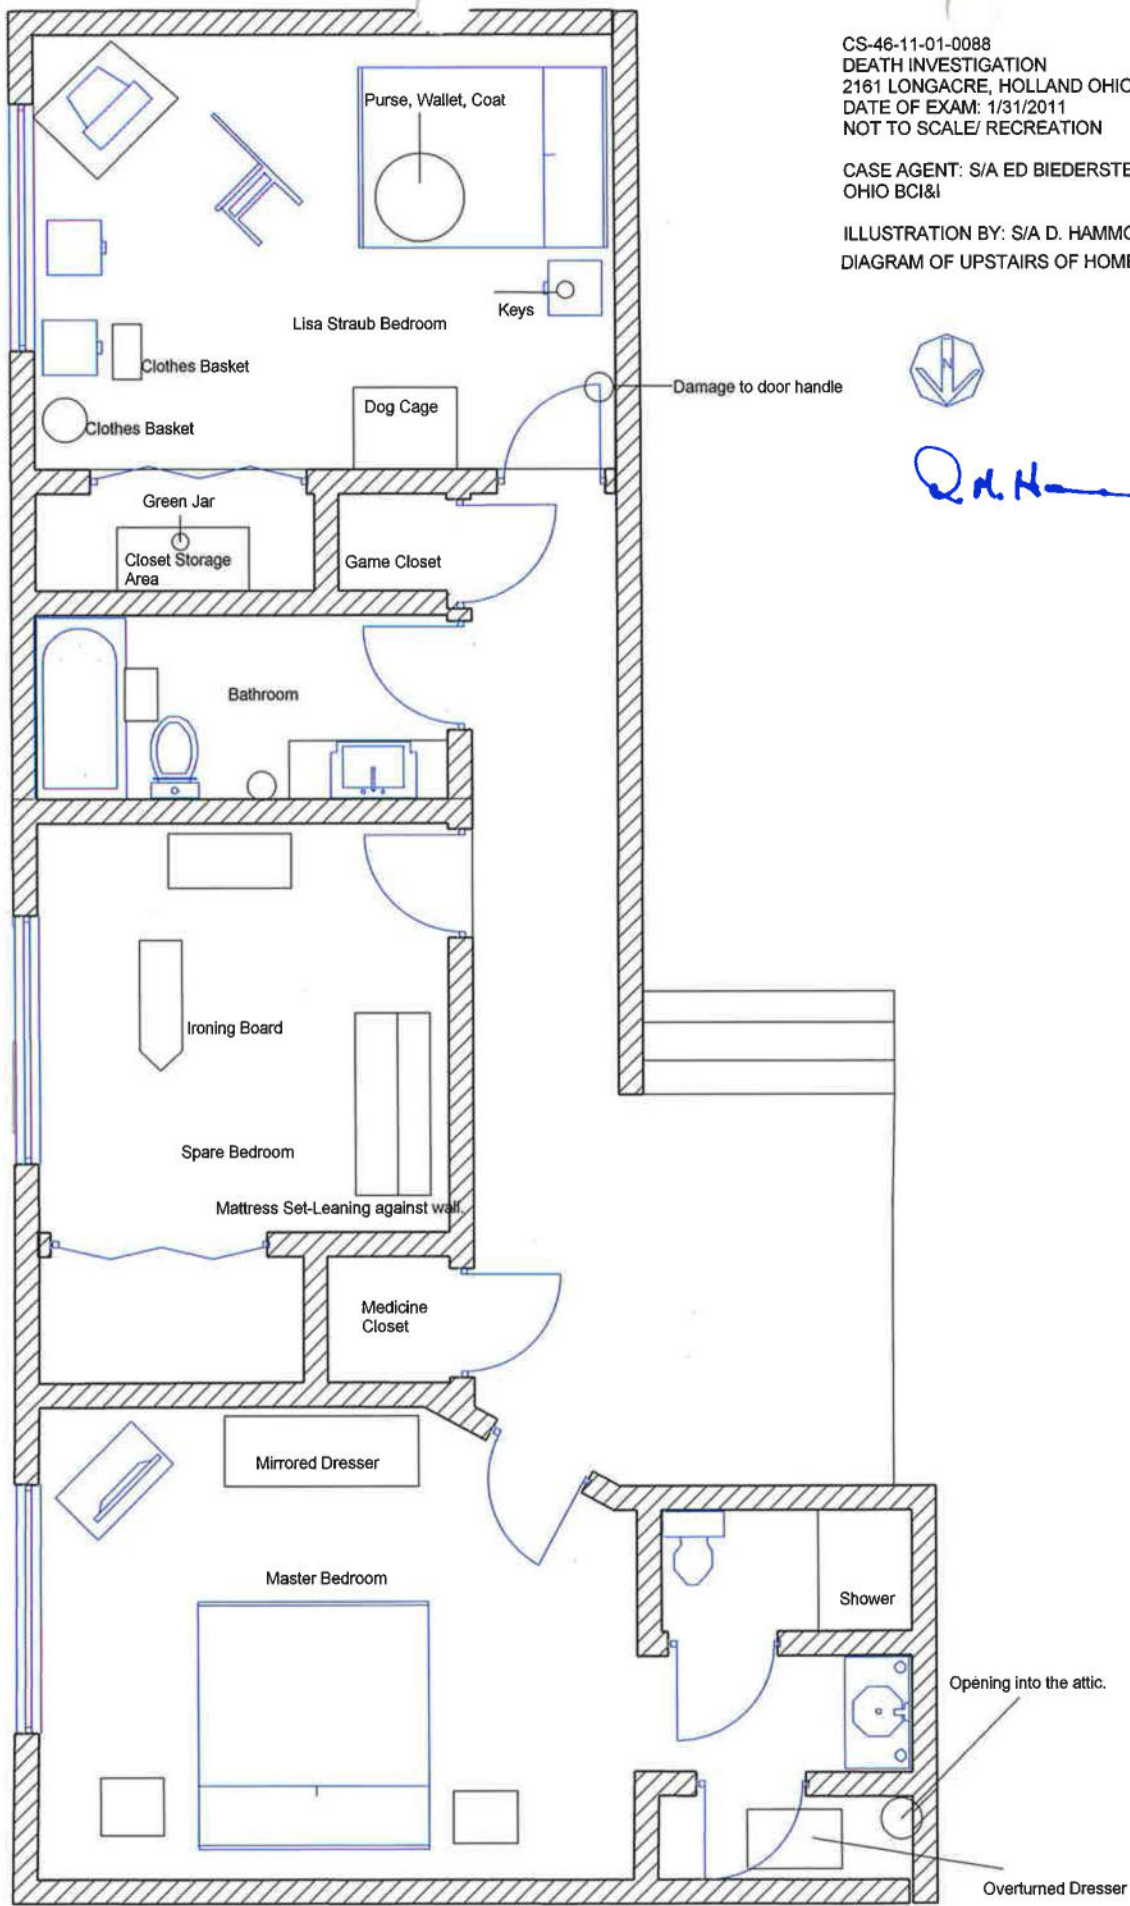 CS-46-11-01-0088
DEATH INVESTIGATION
2161 LONGACRE, HOLLAND OHIO
DATE OF EXAM: 1/31/2011
NOT TO SCALE/ RECREATION
CASE AGENT: S/A ED BIEDERSTE
OHIO BCI&I
ILLUSTRATION BY: S/A D. HAMMO
DIAGRAM OF UPSTAIRS OF HOME
N
Purse, Wallet, Coat
Keys
Lisa Straub Bedroom
Clothes Basket
Clothes Basket
Dog Cage
Damage to door handle
Green Jar
Closet Storage
Area
Game Closet
Bathroom
Ironing Board
Spare Bedroom
Mattress Set-Leaning against wall.
Medicine
Closet
Mirrored Dresser
Master Bedroom
Shower
Opening into the attic.
Overturned Dresser